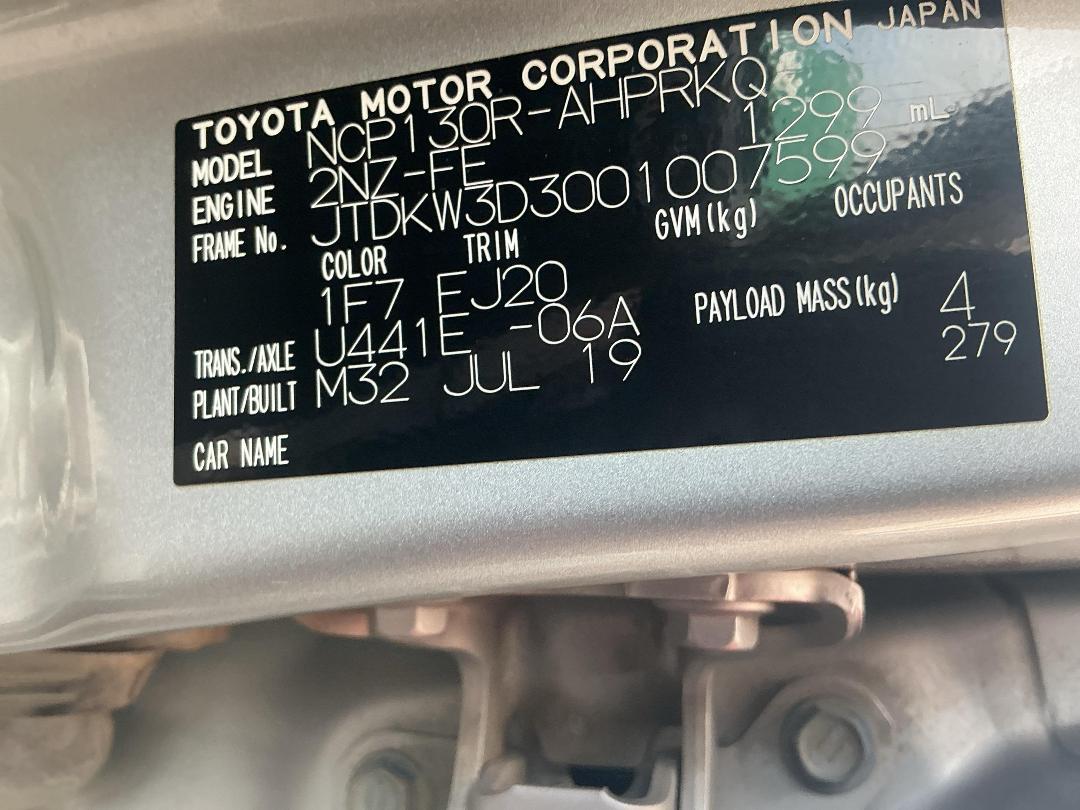 TOYOTA MOTOR CORPORATION JAPAN
MODEL NCP130R-AHPRKQ
ENGINE 2NZ-FE 1299 mL
FRAME No. JTDKW3D3001007599
COLOR TRIM GVM(kg) OCCUPANTS
1F7 EJ20 4
TRANS./AXLE U441E -06A PAYLOAD MASS(kg) 279
PLANT/BUILT M32 JUL 19
CAR NAME